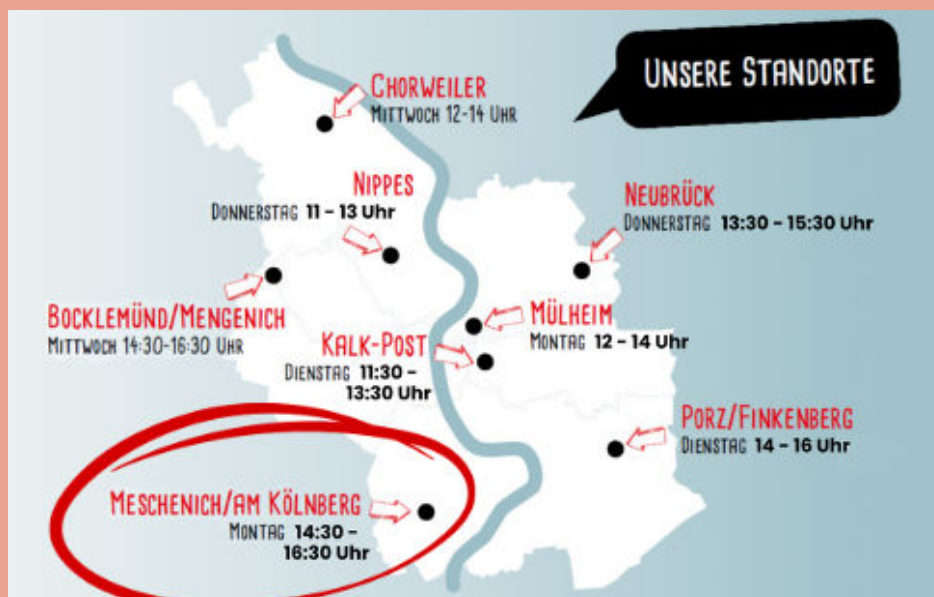 UNSERE STANDORTE
CHORWEILER
MITTWOCH 12-14 UHR
NIPPES
DONNERSTAG 11 – 13 Uhr
NEUBRÜCK
DONNERSTAG 13:30 – 15:30 Uhr
BOCKLEMÜND/MENGENICH
MITTWOCH 14:30-16:30 UHR
MÜLHEIM
MONTAG 12 – 14 Uhr
KALK-POST
DIENSTAG 11:30 –
13:30 Uhr
PORZ/FINKENBERG
DIENSTAG 14 – 16 Uhr
MESCHENICH/AM KÖLNBERG
MONTAG 14:30 –
16:30 Uhr